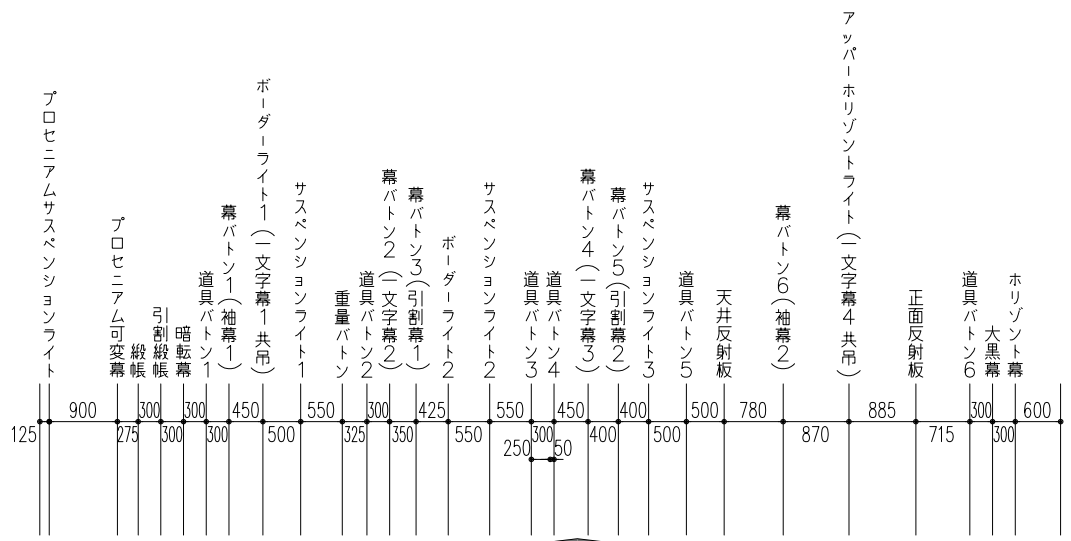 プロセニアムサスペンションライト
プロセニアム可変幕
緞帳
引割緞帳
暗転幕
道具バトン1
幕バトン1(袖幕1)
ボーダーライト1(一文字幕1共吊)
サスペンションライト1
重量バトン
道具バトン2
幕バトン2(一文字幕2)
幕バトン3(引割幕1)
ボーダーライト2
サスペンションライト2
道具バトン3
道具バトン4
幕バトン4(一文字幕3)
幕バトン5(引割幕2)
サスペンションライト3
道具バトン5
天井反射板
幕バトン6(袖幕2)
アッパーホリゾントライト(一文字幕4共吊)
正面反射板
道具バトン6
大黒幕
ホリゾント幕
900 300 300 450 550 300 425 550 450 400 500 780 885 300 600
125 275 300 300 500 325 350 550 300 400 500 870 715 300
250 50